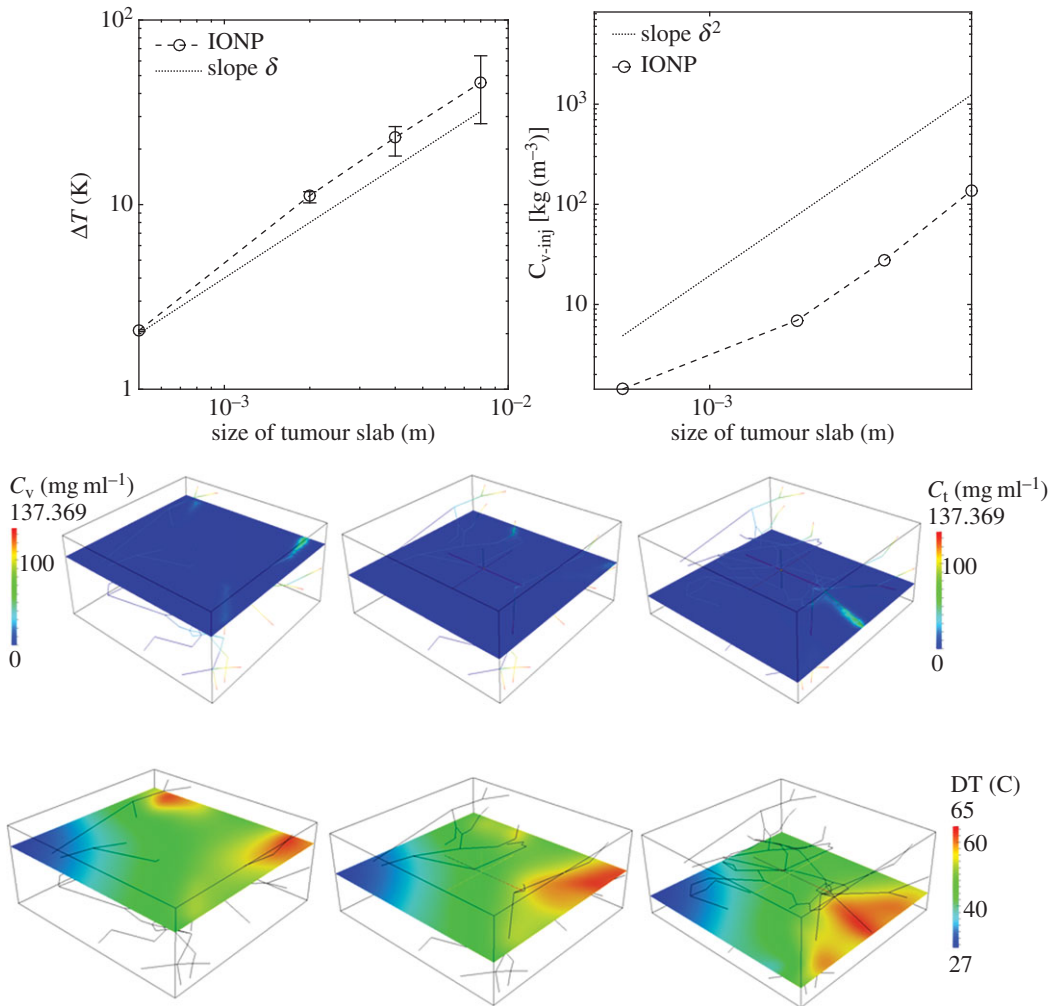 10²
IONP
slope δ
10
1
ΔT (K)
10⁻³
10⁻²
size of tumour slab (m)
slope δ²
IONP
10³
10²
10
C_v-inj [kg (m⁻³)]
10⁻³
size of tumour slab (m)
C_v (mg ml⁻¹)
137.369
100
0
C_t (mg ml⁻¹)
137.369
100
0
DT (C)
65
60
40
27